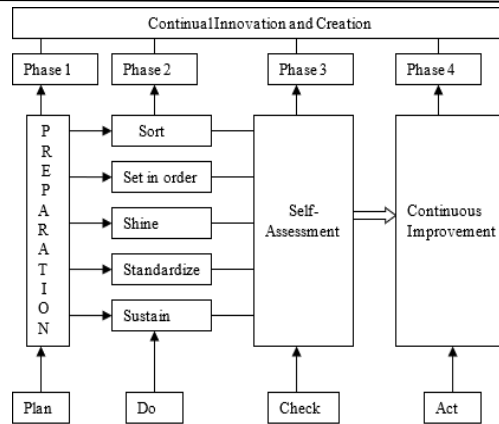 Continual Innovation and Creation
Phase 1
Phase 2
Phase 3
Phase 4
PREPARATION
Sort
Set in order
Shine
Standardize
Sustain
Self-
Assessment
Continuous
Improvement
Plan
Do
Check
Act